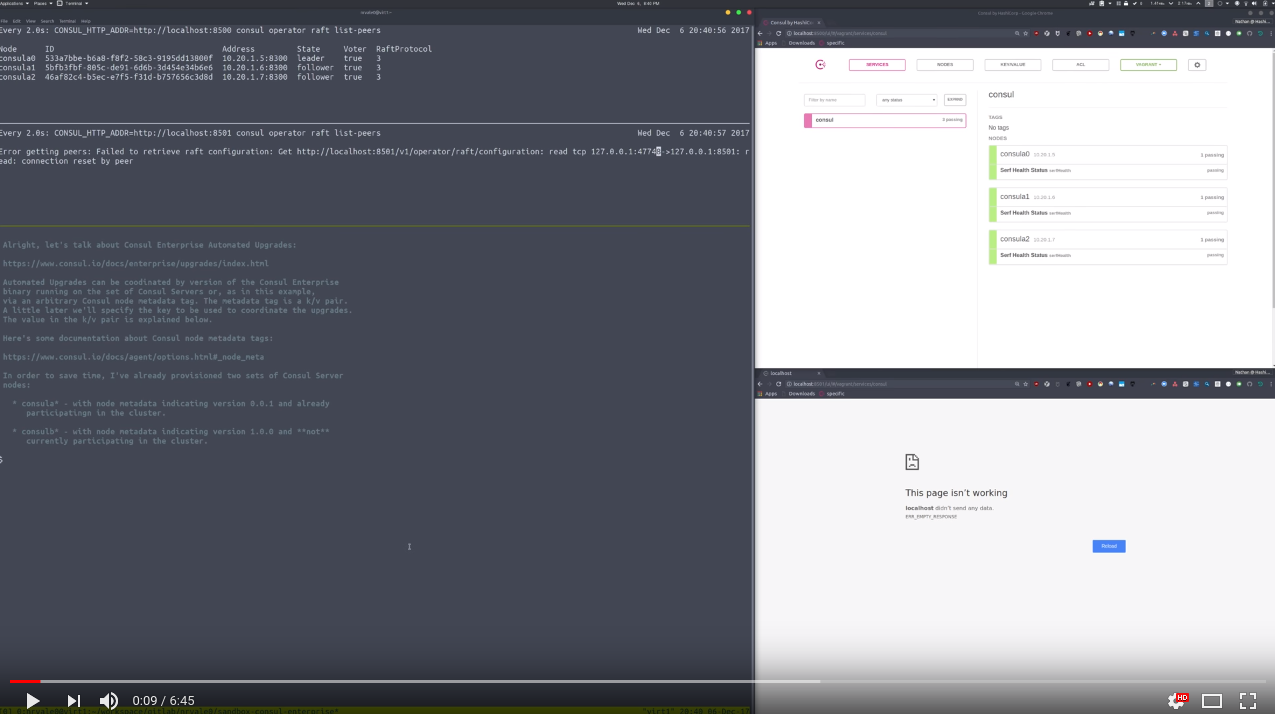 Applications Places Terminal
Wed Dec 6, 8:40 PM
File Edit View Search Terminal Help
Every 2.0s: CONSUL_HTTP_ADDR=http://localhost:8500 consul operator raft list-peers Wed Dec 6 20:40:56 2017
Node ID Address State Voter RaftProtocol
consula0 533a7bbe-b6a8-f8f2-58c3-9195dd13800f 10.20.1.5:8300 leader true 3
consula1 5bfb3fbf-805c-de91-6dd6-3d454e34b6e6 10.20.1.6:8300 follower true 3
consula2 46af82c4-b5ec-e7f5-f31d-b7395dc43d8d 10.20.1.7:8300 follower true 3
Every 2.0s: CONSUL_HTTP_ADDR=http://localhost:8501 consul operator raft list-peers Wed Dec 6 20:40:57 2017
Error getting peers: Failed to retrieve raft configuration: Get http://localhost:8501/v1/operator/raft/configuration: read tcp 127.0.0.1:47748->127.0.0.1:8501: r
ead: connection reset by peer
Alright, let's talk about Consul Enterprise Automated Upgrades:
https://www.consul.io/docs/enterprise/upgrades/index.html
Automated Upgrades can be coodinated by version of the Consul Enterprise
binary running on the set of Consul Servers or, as in this example,
via an arbitrary Consul node metadata tag. The metadata tag is a k/v pair.
A little later we'll specify the key to be used to coordinate the upgrades.
The value in the k/v pair is explained below.
Here's some documentation about Consul node metadata tags:
https://www.consul.io/docs/agent/options.html#_node_meta
In order to save time, I've already provisioned two sets of Consul Server
nodes:
* consula* - with node metadata indicating version 0.0.1 and already
participatingn in the cluster.
* consulb* - with node metadata indicating version 1.0.0 and **not**
currently participating in the cluster.
$
Consul by HashiCorp - Google Chrome
Consul by HashiC
Nathan @ Hashi...
Apps Downloads specific
SERVICES NODES KEY/VALUE ACL VAGRANT
Filter by name any status EXPAND
consul 3 passing
consul
TAGS
No tags
NODES
consula0 10.20.1.5 1 passing
Serf Health Status serfHealth passing
consula1 10.20.1.6 1 passing
Serf Health Status serfHealth passing
consula2 10.20.1.7 1 passing
Serf Health Status serfHealth passing
localhost
Nathan @ Hashi...
Apps Downloads specific
This page isn't working
localhost didn't send any data.
ERR_EMPTY_RESPONSE
Reload
0:09 / 6:45
HD